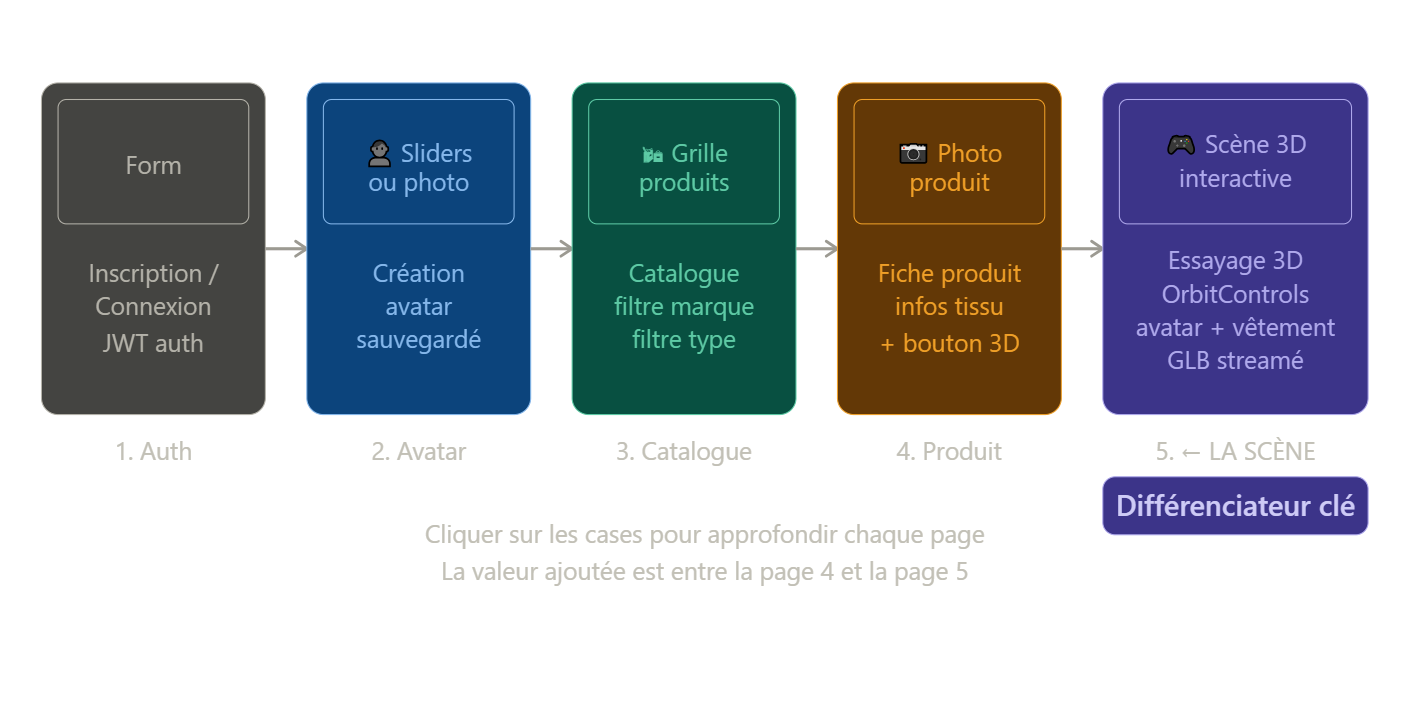 Form
Inscription /
Connexion
JWT auth
1. Auth
Sliders
ou photo
Création
avatar
sauvegardé
2. Avatar
Grille
produits
Catalogue
filtre marque
filtre type
3. Catalogue
Photo
produit
Fiche produit
infos tissu
+ bouton 3D
4. Produit
Scène 3D
interactive
Essayage 3D
OrbitControls
avatar + vêtement
GLB streamé
5. ← LA SCÈNE
Différenciateur clé
Cliquer sur les cases pour approfondir chaque page
La valeur ajoutée est entre la page 4 et la page 5